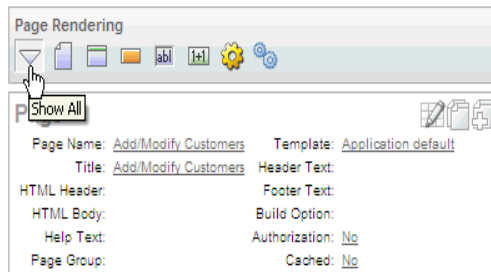 Page Rendering
abl
1+1
Show All
Page Name: Add/Modify Customers Template: Application default
Title: Add/Modify Customers Header Text:
HTML Header: Footer Text:
HTML Body: Build Option:
Help Text: Authorization: No
Page Group: Cached: No